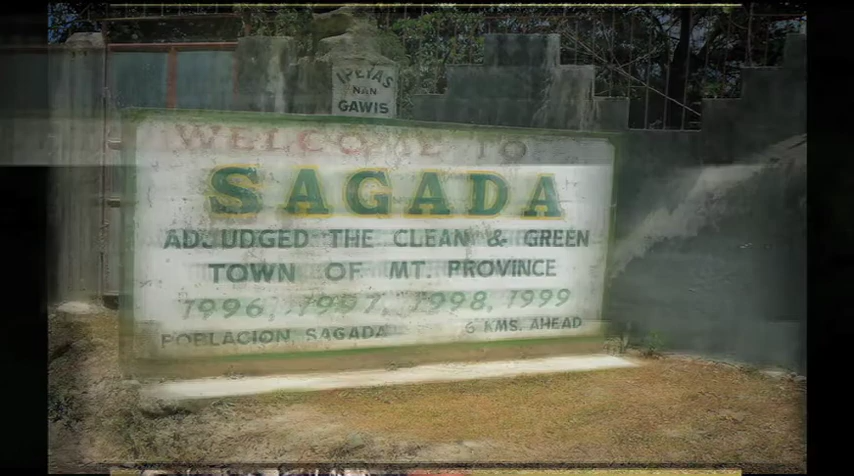 IPEYAS
NAN
GAWIS
WELCOME TO
SAGADA
ADJUDGED THE CLEAN & GREEN
TOWN OF MT. PROVINCE
1996, 1997, 1998, 1999
POBLACION SAGADA 6 KMS. AHEAD